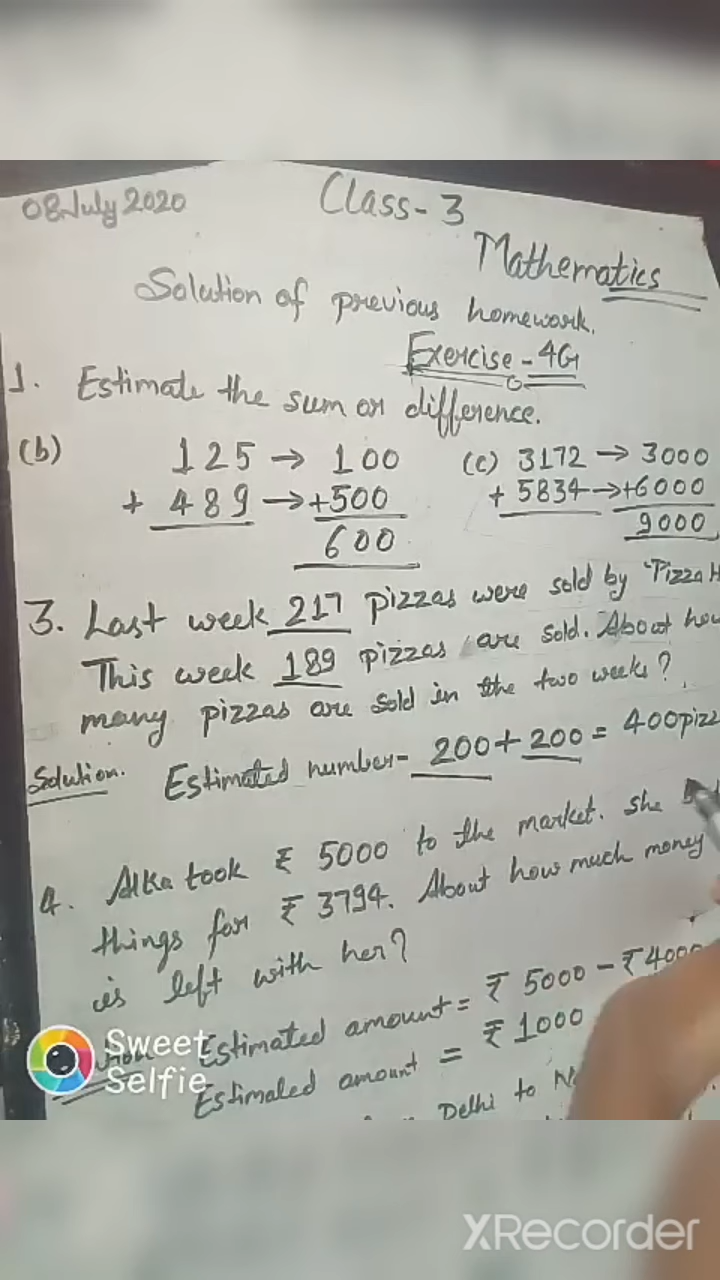 08 July 2020
Class-3
Mathematics
Solution of previous homework.
Exercise-4G
1. Estimate the sum or difference.
(b) 125 → 100 (c) 3172 → 3000
+ 489 → +500 + 5834 → +6000
600 9000
3. Last week 217 pizzas were sold by "Pizza H
This week 189 pizzas are sold. About how
many pizzas are sold in the two weeks?
Solution. Estimated number- 200 + 200 = 400 pizz
4. Alka took ₹ 5000 to the market. She
things for ₹ 3794. About how much money
is left with her?
Estimated amount = ₹ 5000 - ₹ 4000
Estimated amount = ₹ 1000
Delhi to
Sweet
Selfie
XRecorder